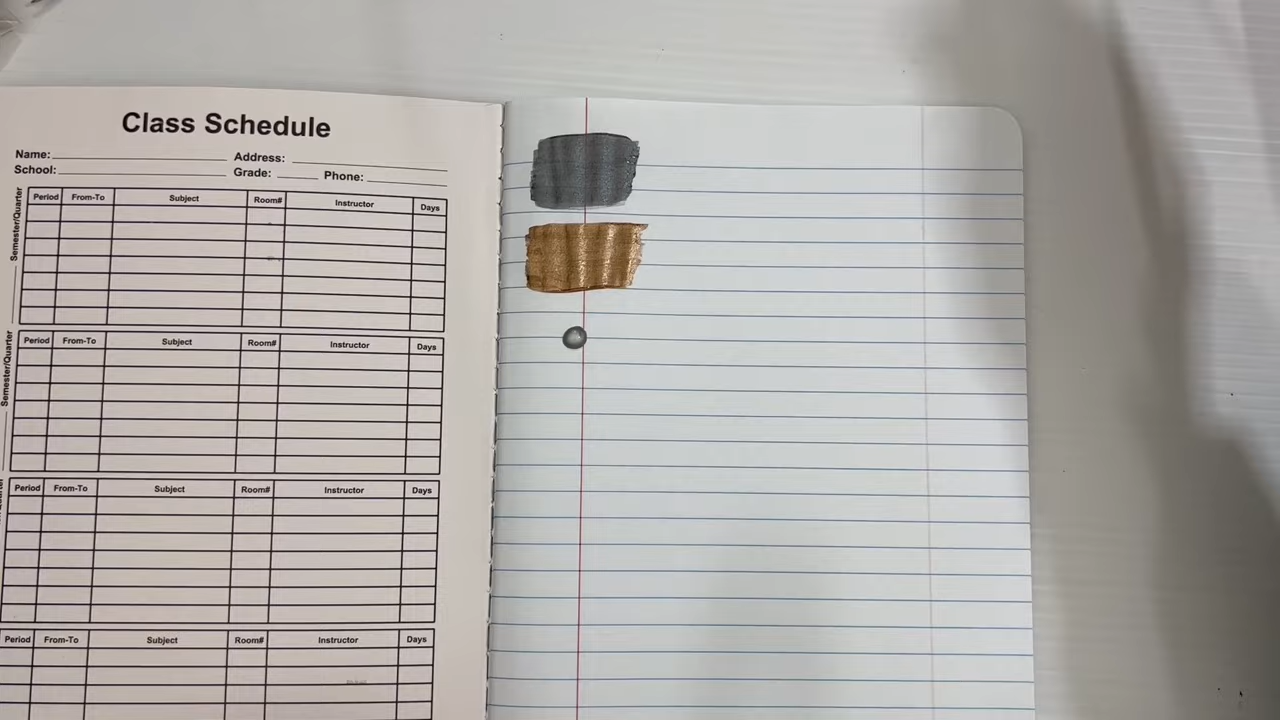 Class Schedule
Name: Address:
School: Grade: Phone:
Semester/Quarter
Period From-To Subject Room# Instructor Days
Semester/Quarter
Period From-To Subject Room# Instructor Days
Period From-To Subject Room# Instructor Days
Period From-To Subject Room# Instructor Days